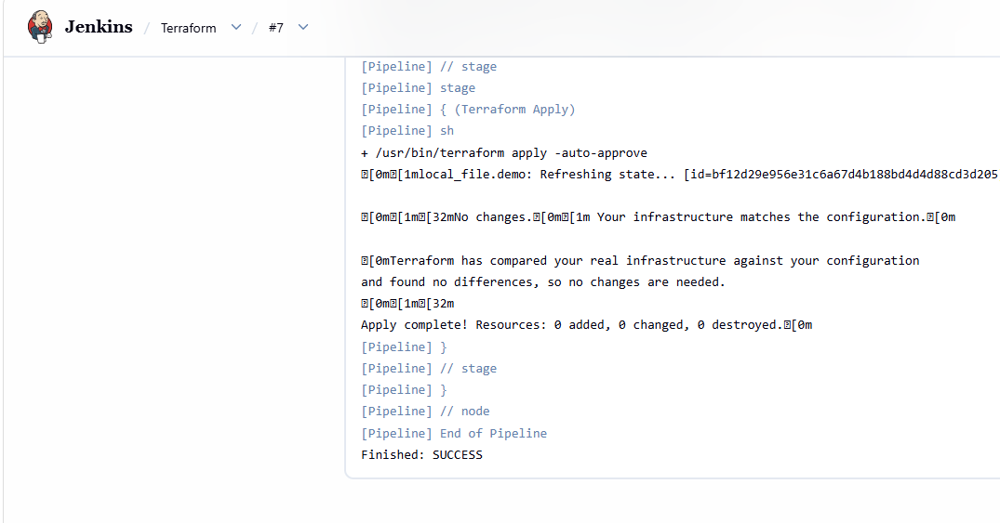 Jenkins / Terraform / #7
[Pipeline] // stage
[Pipeline] stage
[Pipeline] { (Terraform Apply)
[Pipeline] sh
+ /usr/bin/terraform apply -auto-approve
␛[0m␛[1mlocal_file.demo: Refreshing state... [id=bf12d29e956e31c6a67d4b188bd4d4d88cd3d205
␛[0m␛[1m␛[32mNo changes.␛[0m␛[1m Your infrastructure matches the configuration.␛[0m
␛[0mTerraform has compared your real infrastructure against your configuration
and found no differences, so no changes are needed.
␛[0m␛[1m␛[32m
Apply complete! Resources: 0 added, 0 changed, 0 destroyed.␛[0m
[Pipeline] }
[Pipeline] // stage
[Pipeline] }
[Pipeline] // node
[Pipeline] End of Pipeline
Finished: SUCCESS